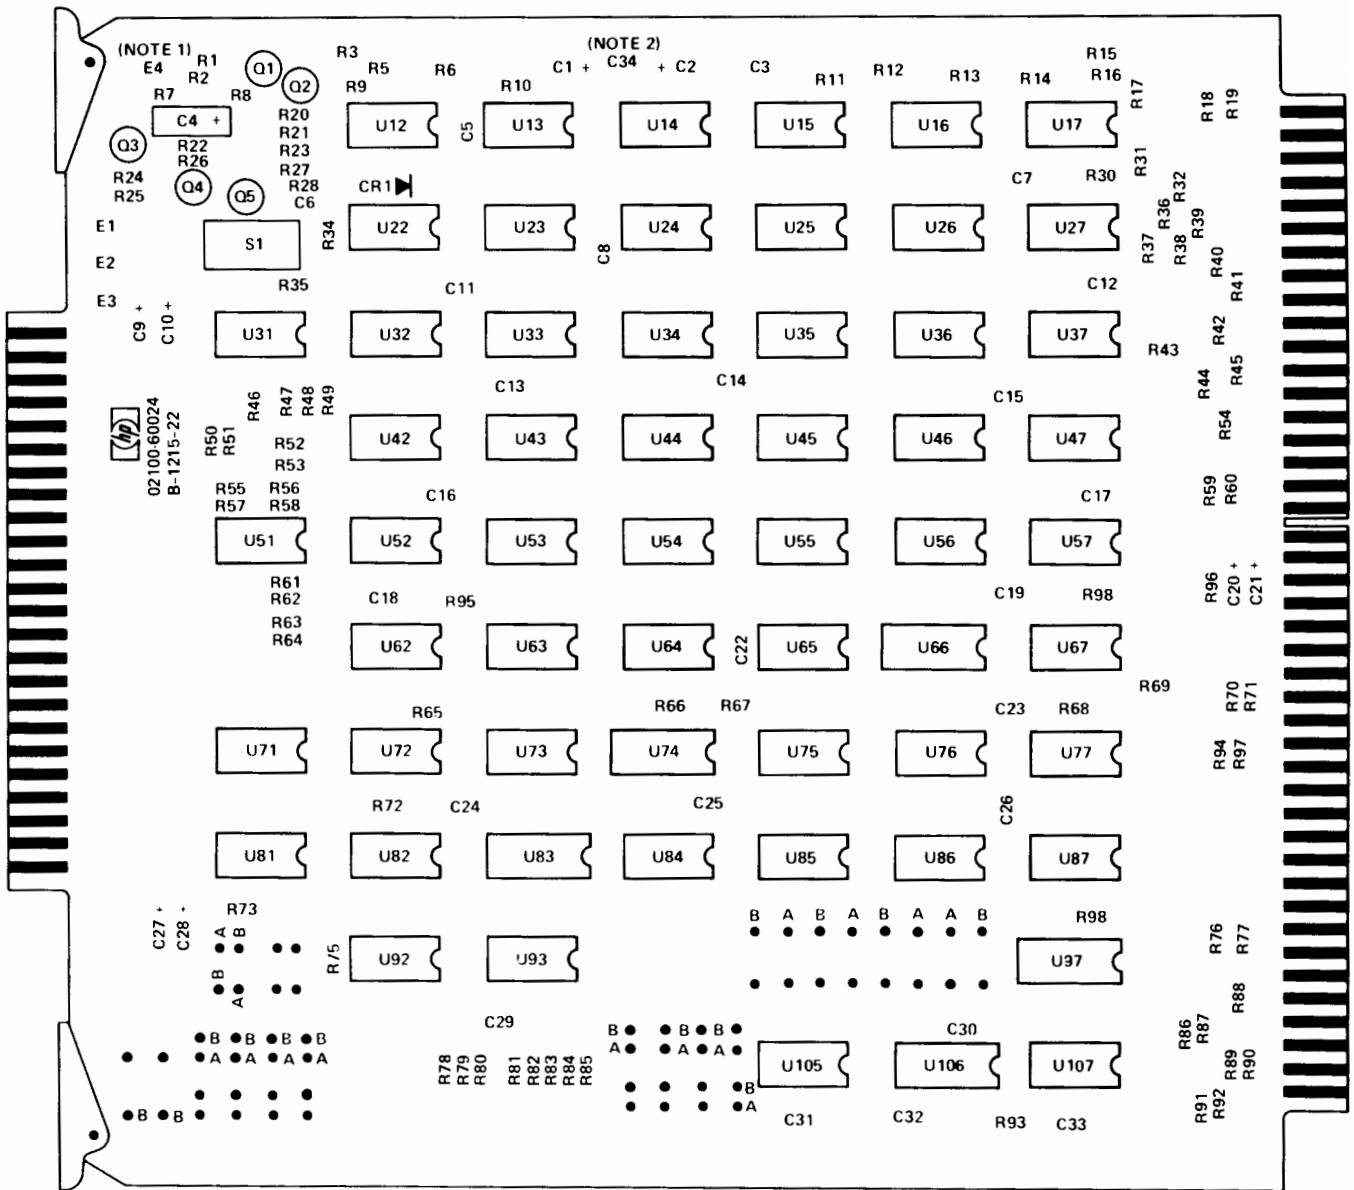 (NOTE 1) R1 R3 (NOTE 2) R15
E4 R2 Q1 R5 R6 C1 + C34 + C2 C3 R12 R13 R14 R16
R7 R8 Q2 R9 R10 R11 R17 R18 R19
C4 + R20
Q3 R22 R21 U12 C5 U13 U14 U15 U16 U17
R26 R23
R24 Q4 R27 R31
R25 Q5 R28 CR1 C7 R30 R32
C6 R36 R39
E1 S1 R34 U22 U23 U24 U25 U26 U27
E2 C8 R37 R38 R40
R35 C11 C12 R41
E3 C9 + C10 +
U31 U32 U33 U34 U35 U36 U37 R42
R43
C13 C14 C15 R44 R45
R46 R47 R48 R49
hp 02100-60024
B-1215-22
R50 R51 R52 U42 U43 U44 U45 U46 U47 R54
R53
R55 R56 C16 C17 R59 R60
R57 R58
U51 U52 U53 U54 U55 U56 U57
R61
R62 C18 R95 C19 R98 R96 C20 + C21 +
R63
R64 U62 U63 U64 C22 U65 U66 U67
R69
R65 R66 R67 C23 R68 R70 R71
U71 U72 U73 U74 U75 U76 U77 R94 R97
R72 C24 C25 C26
U81 U82 U83 U84 U85 U86 U87
C27 + C28 + R73 B A B A B A B R98
A B R76 R77
R75 U92 U93 U97
B
A R88
C29 C30
B B B B B B B R86 R87
A A A A A A A
R78 R79 R80 R81 R82 R83 R84 R85 U105 U106 U107 R89 R90
B
B B A R91 R92
C31 C32 R93 C33